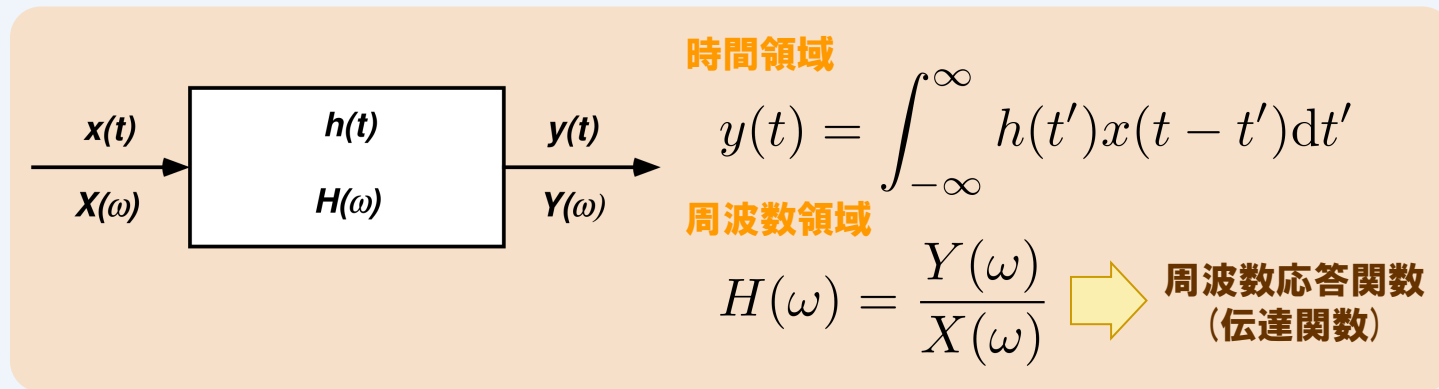 x(t)
X(ω)
h(t)
H(ω)
y(t)
Y(ω)
時間領域
y(t) = ∫_{-∞}^{∞} h(t′)x(t − t′)dt′
周波数領域
H(ω) = Y(ω) / X(ω)
周波数応答関数
(伝達関数)